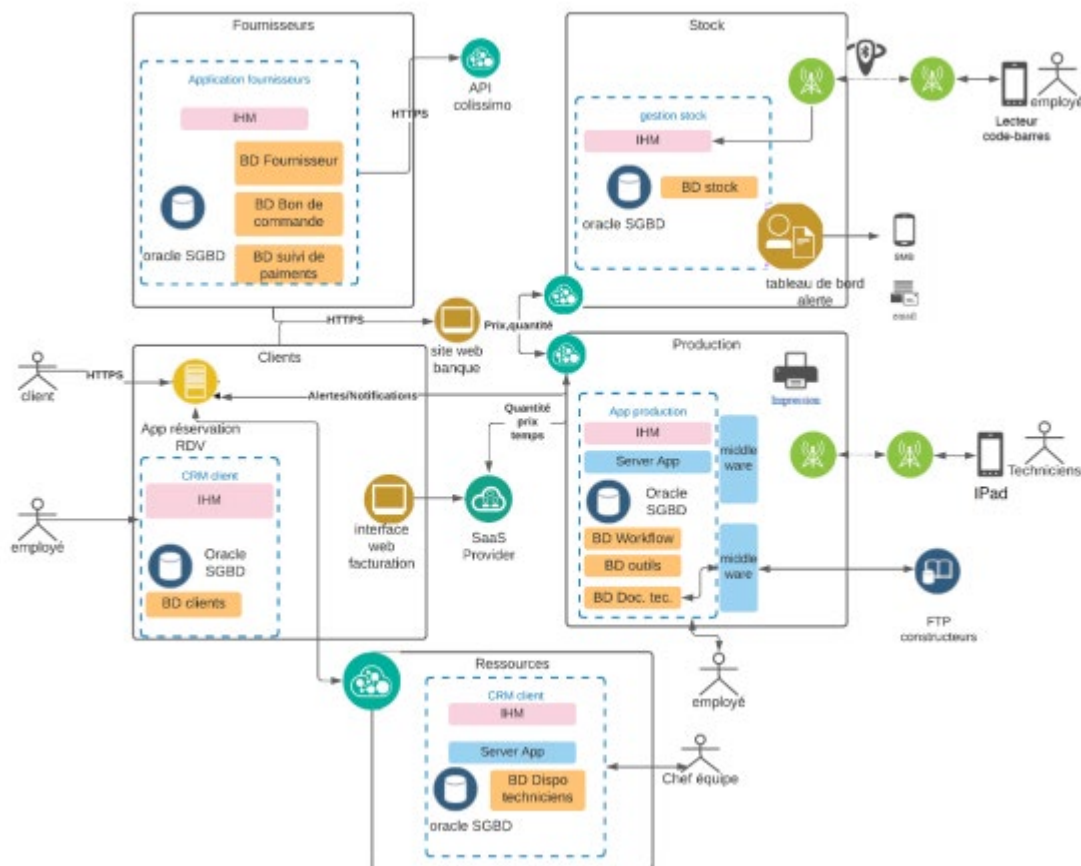 Fournisseurs
Application fournisseurs
IHM
BD Fournisseur
BD Bon de
commande
BD suivi de
paiments
oracle SGBD
HTTPS
API
colissimo
Stock
gestion stock
IHM
BD stock
oracle SGBD
employé
Lecteur
code-barres
tableau de bord
alerte
SMS
email
HTTPS
site web
banque
Prix,quantité
Clients
client
HTTPS
App réservation
RDV
Alertes/Notifications
Quantité
prix
temps
CRM client
IHM
employé
Oracle
SGBD
BD clients
interface
web
facturation
SaaS
Provider
Production
Impression
App production
IHM
Server App
middle
ware
Oracle
SGBD
BD Workflow
BD outils
BD Doc. tec.
middle
ware
Techniciens
IPad
FTP
constructeurs
employé
Ressources
CRM client
IHM
Server App
BD Dispo
techniciens
oracle SGBD
Chef équipe